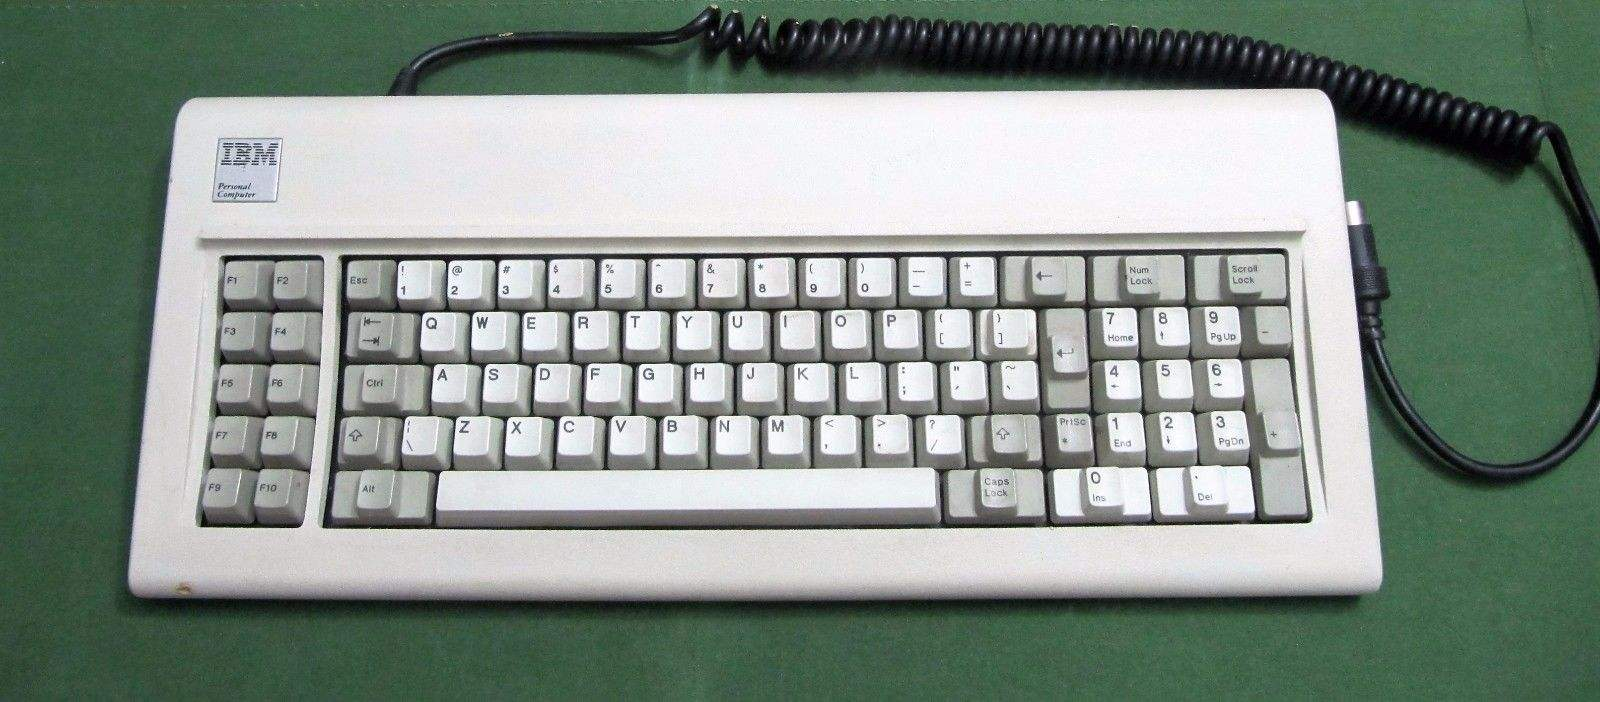 IBM
Personal
Computer
F1 F2 Esc ! 1 @ 2 # 3 $ 4 % 5 ^ 6 & 7 * 8 ( 9 ) 0 — - + = ← Num Lock Scroll Lock
F3 F4 |← →| Q W E R T Y U I O P { [ } ] ↵ 7 Home 8 ↑ 9 PgUp -
F5 F6 Ctrl A S D F G H J K L : ; " ' ~ ` 4 ← 5 6 → +
F7 F8 ⇧ ¦ \ Z X C V B N M < , > . ? / ⇧ PrtSc * 1 End 2 ↓ 3 PgDn
F9 F10 Alt Caps Lock 0 Ins . Del